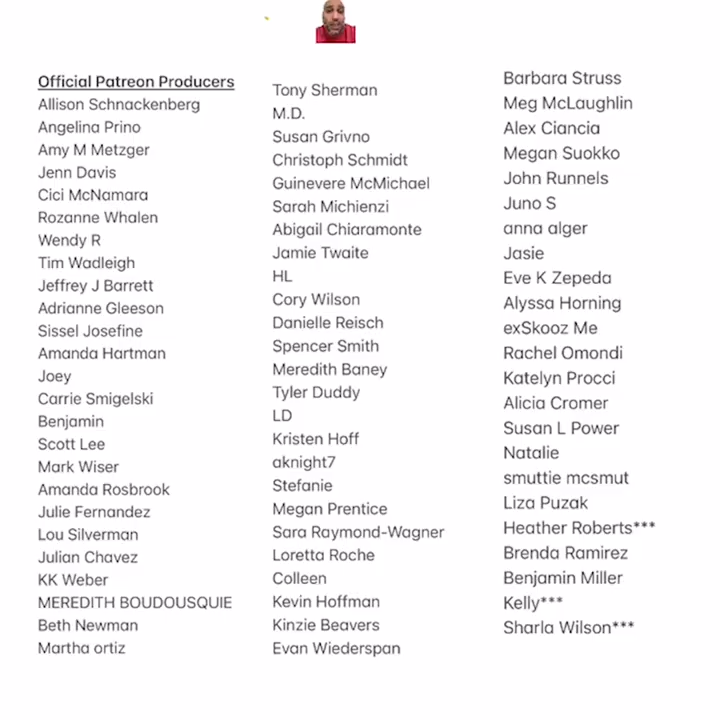 Official Patreon Producers
Allison Schnackenberg
Angelina Prino
Amy M Metzger
Jenn Davis
Cici McNamara
Rozanne Whalen
Wendy R
Tim Wadleigh
Jeffrey J Barrett
Adrianne Gleeson
Sissel Josefine
Amanda Hartman
Joey
Carrie Smigelski
Benjamin
Scott Lee
Mark Wiser
Amanda Rosbrook
Julie Fernandez
Lou Silverman
Julian Chavez
KK Weber
MEREDITH BOUDOUSQUIE
Beth Newman
Martha ortiz
Tony Sherman
M.D.
Susan Grivno
Christoph Schmidt
Guinevere McMichael
Sarah Michienzi
Abigail Chiaramonte
Jamie Twaite
HL
Cory Wilson
Danielle Reisch
Spencer Smith
Meredith Baney
Tyler Duddy
LD
Kristen Hoff
aknight7
Stefanie
Megan Prentice
Sara Raymond-Wagner
Loretta Roche
Colleen
Kevin Hoffman
Kinzie Beavers
Evan Wiederspan
Barbara Struss
Meg McLaughlin
Alex Ciancia
Megan Suokko
John Runnels
Juno S
anna alger
Jasie
Eve K Zepeda
Alyssa Horning
exSkooz Me
Rachel Omondi
Katelyn Procci
Alicia Cromer
Susan L Power
Natalie
smuttie mcsmut
Liza Puzak
Heather Roberts***
Brenda Ramirez
Benjamin Miller
Kelly***
Sharla Wilson***